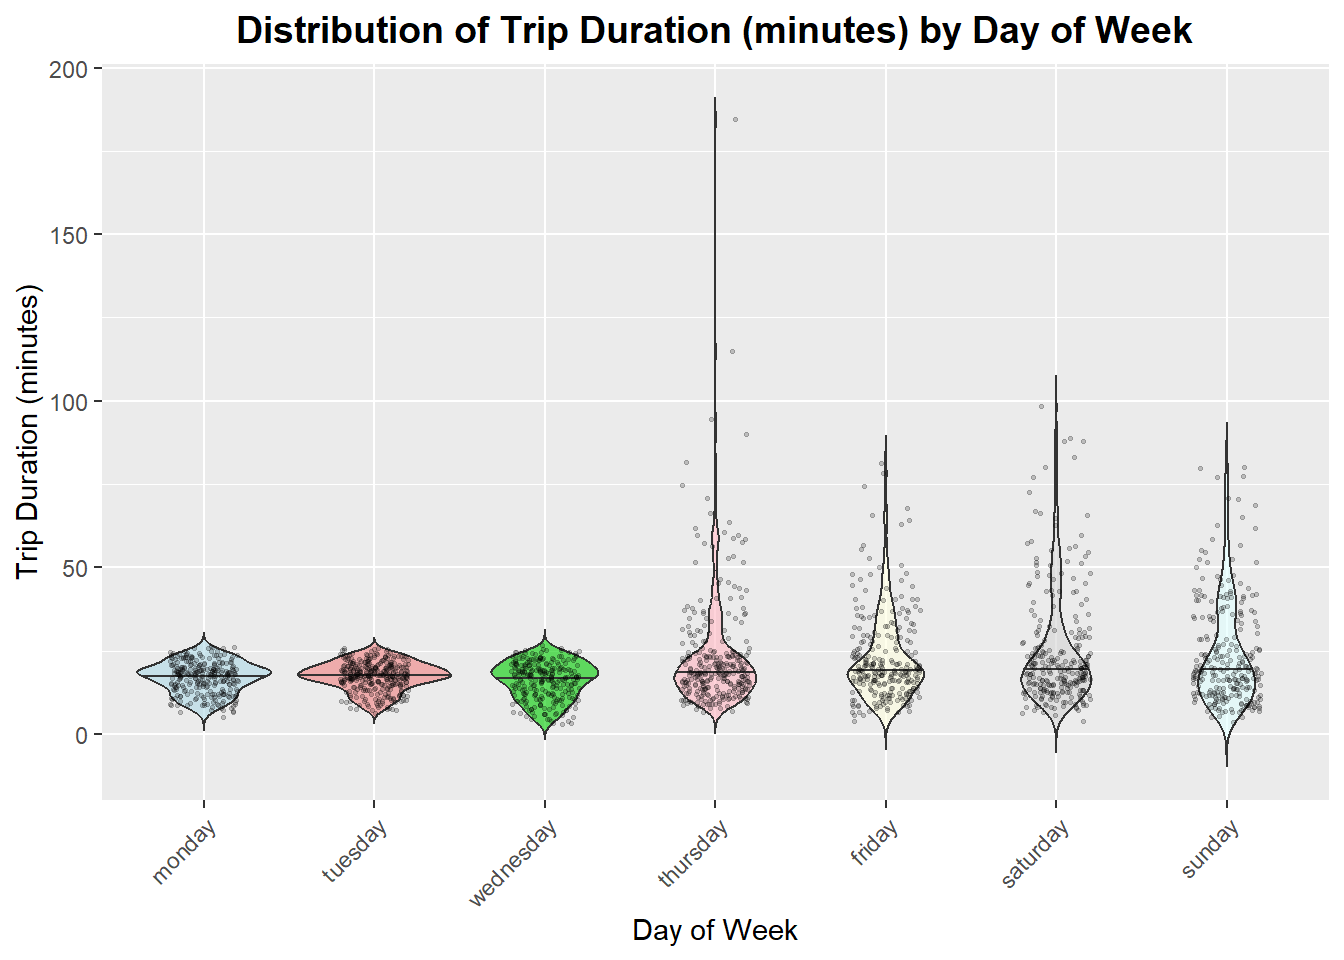 Distribution of Trip Duration (minutes) by Day of Week
Trip Duration (minutes)
200
150
100
50
0
monday
tuesday
wednesday
thursday
friday
saturday
sunday
Day of Week